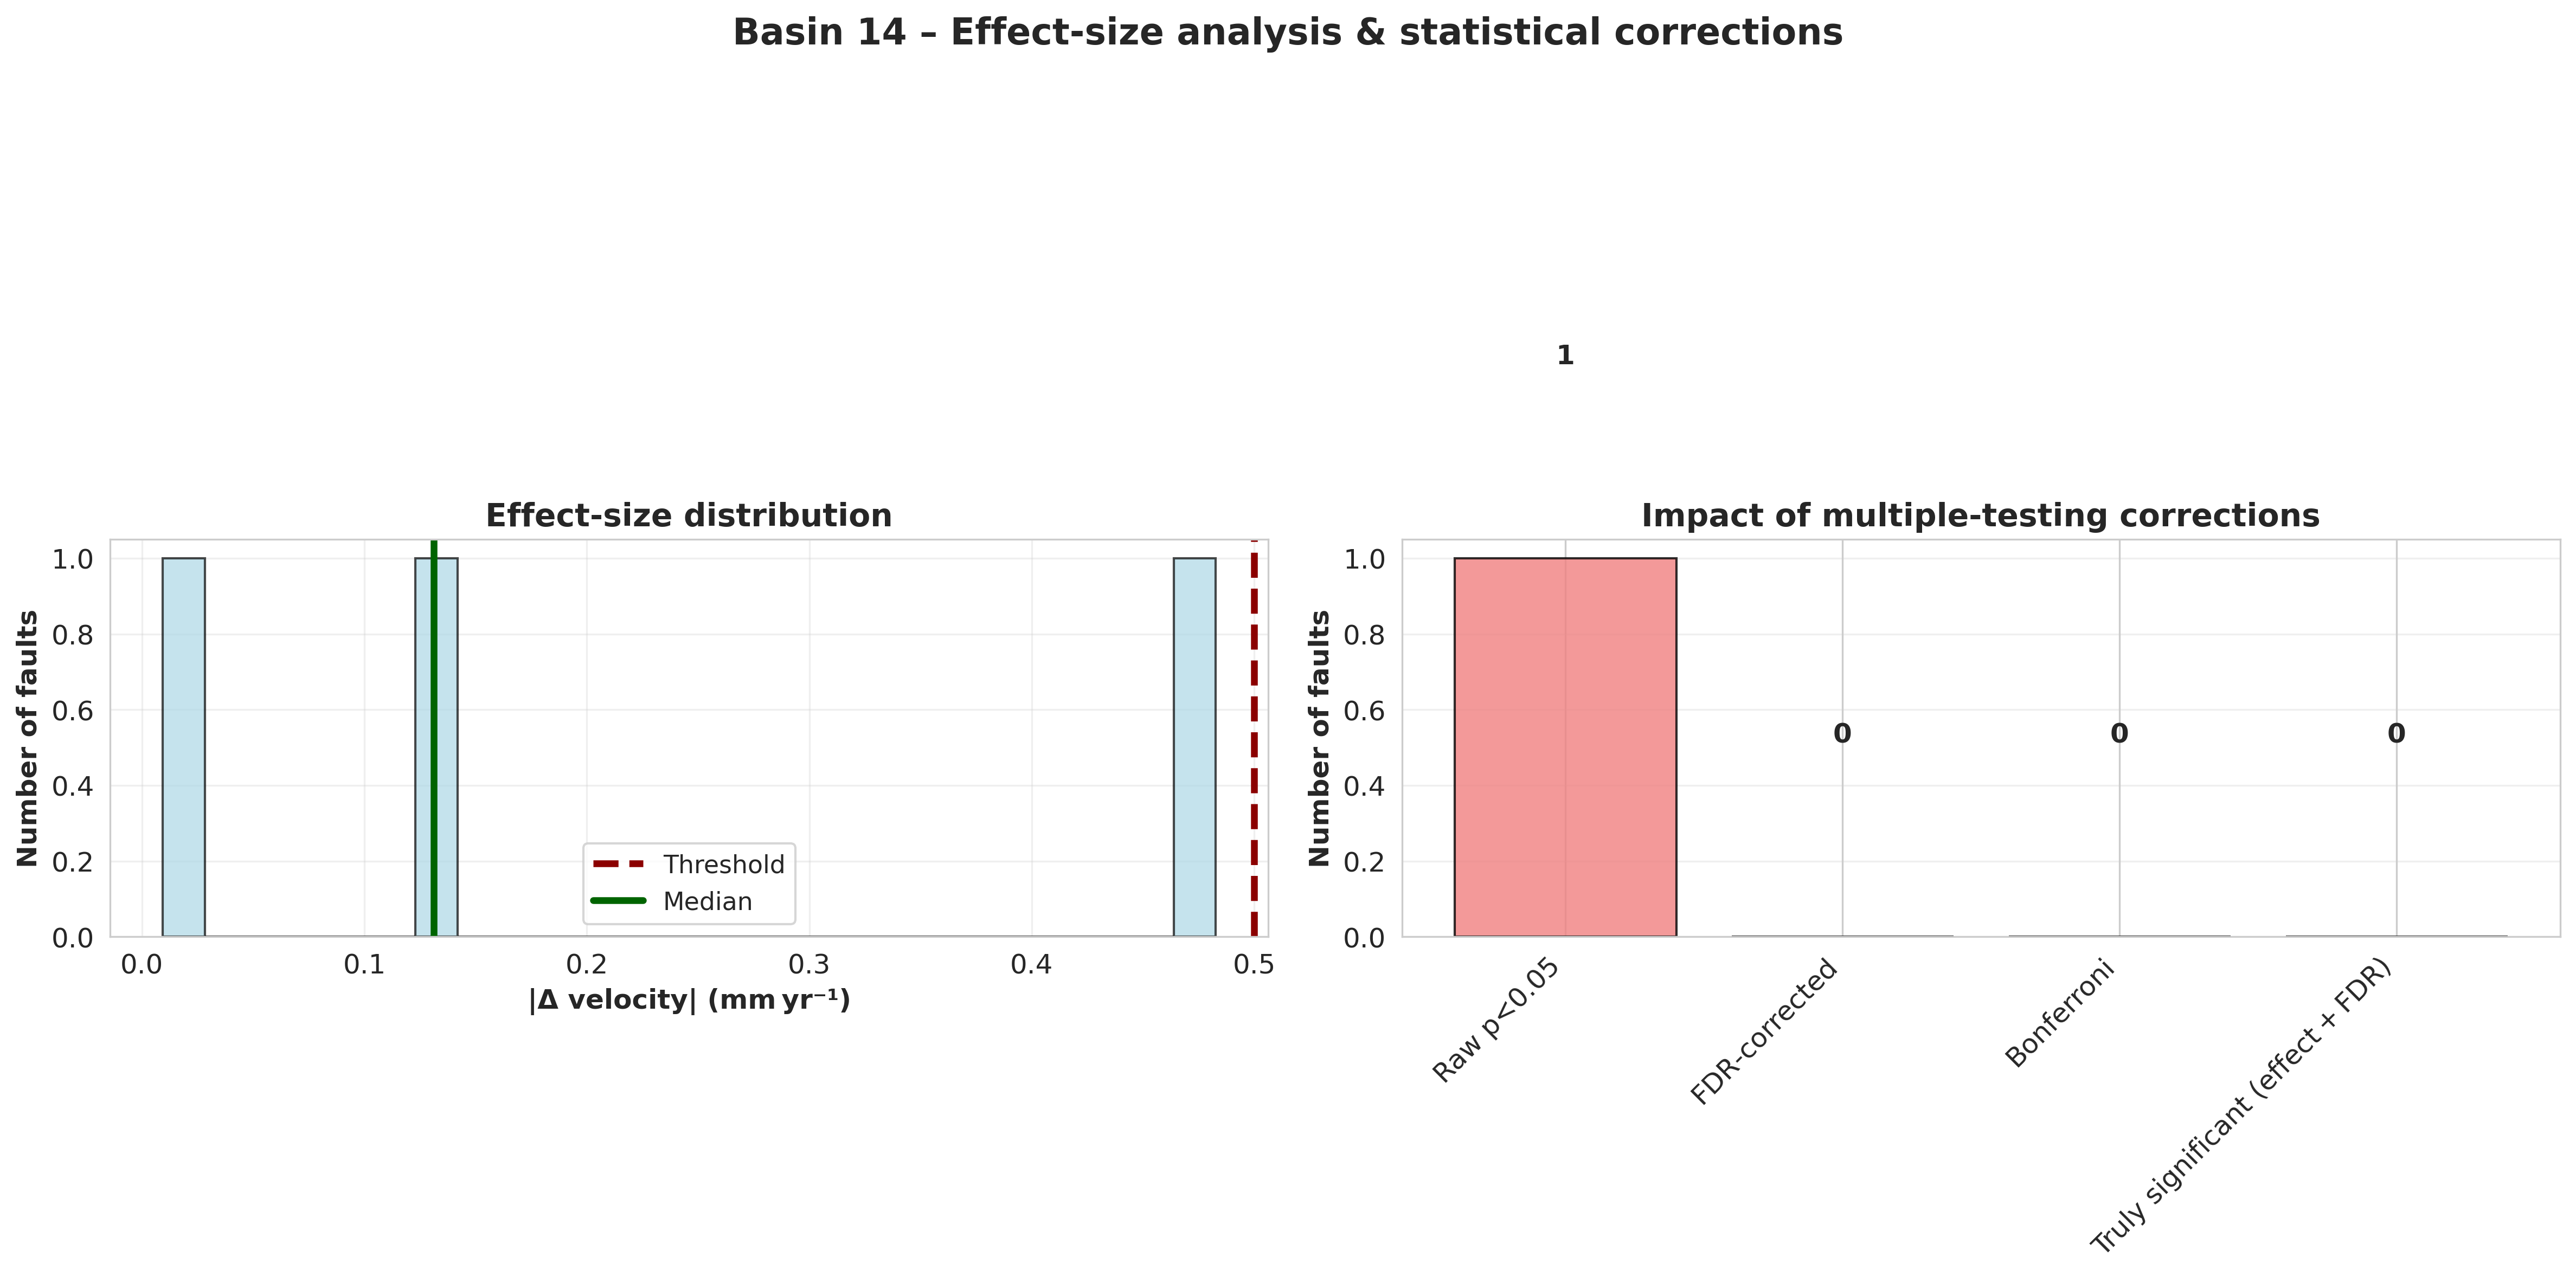 Basin 14 – Effect-size analysis & statistical corrections
Effect-size distribution
Number of faults
1.0
0.8
0.6
0.4
0.2
0.0
Threshold
Median
0.0 0.1 0.2 0.3 0.4 0.5
|Δ velocity| (mm yr⁻¹)
1
Impact of multiple-testing corrections
Number of faults
1.0
0.8
0.6
0.4
0.2
0.0
0 0 0
Raw p<0.05
FDR-corrected
Bonferroni
Truly significant (effect + FDR)